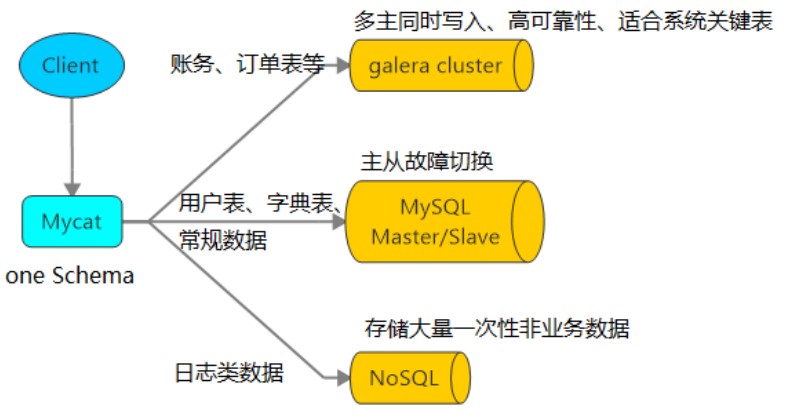 多主同时写入、高可靠性、适合系统关键表
Client
账务、订单表等
galera cluster
主从故障切换
用户表、字典表、
常规数据
MySQL
Master/Slave
Mycat
one Schema
存储大量一次性非业务数据
日志类数据
NoSQL